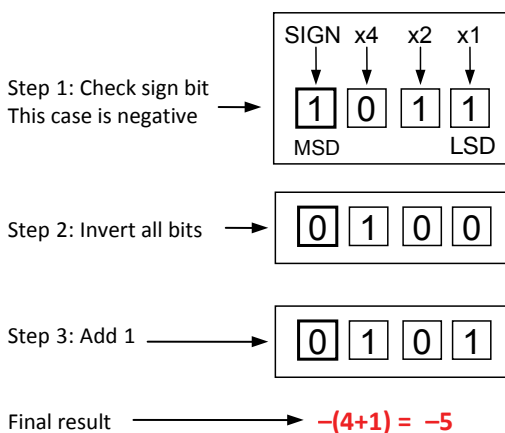 SIGN x4 x2 x1
Step 1: Check sign bit
This case is negative
1 0 1 1
MSD LSD
Step 2: Invert all bits
0 1 0 0
Step 3: Add 1
0 1 0 1
Final result
–(4+1) = –5